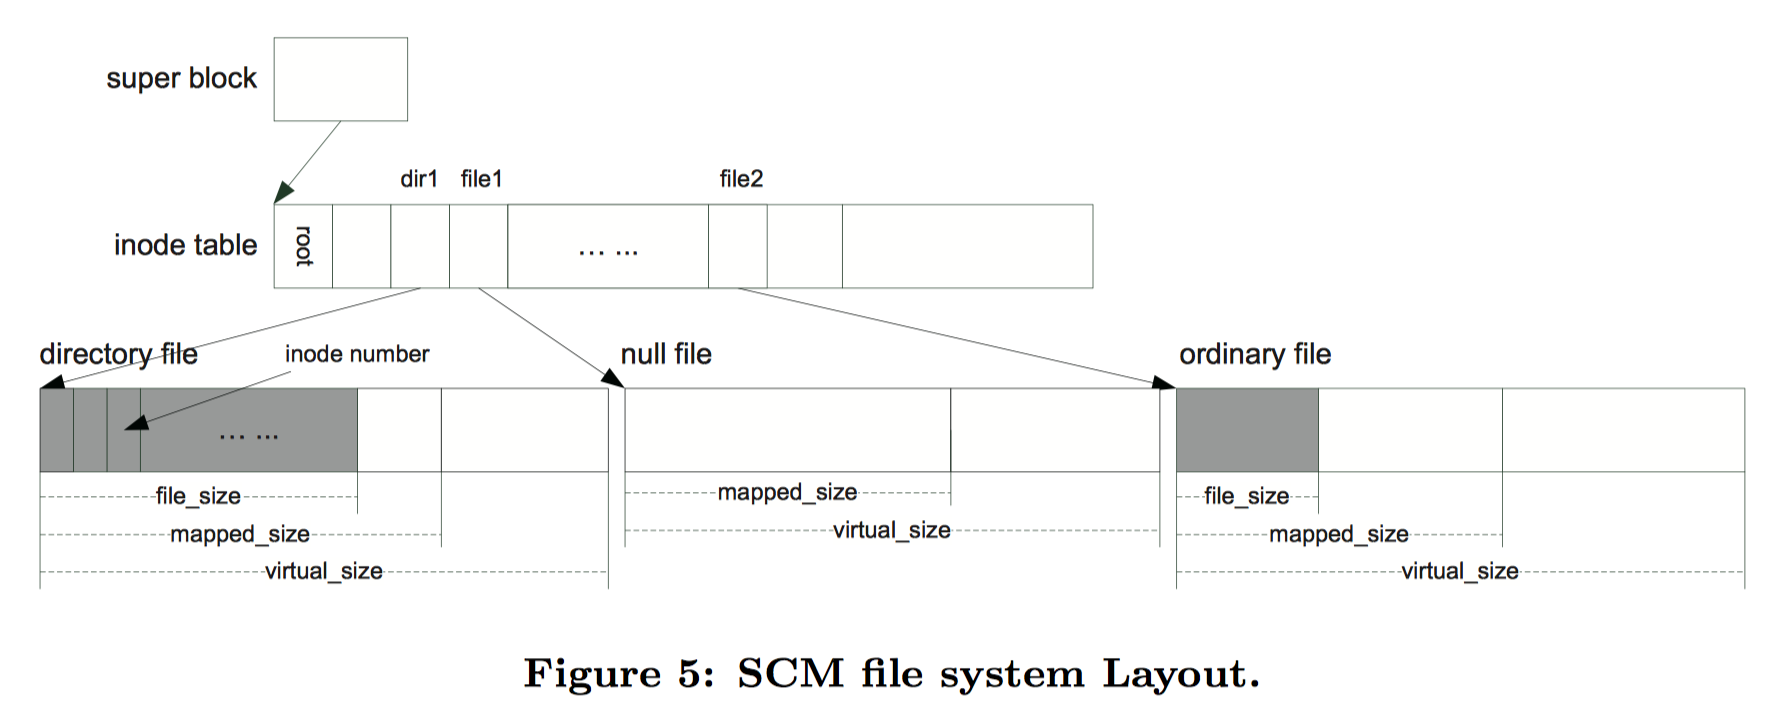 super block
dir1 file1 file2
inode table root ... ...
directory file inode number null file ordinary file
... ...
file_size mapped_size file_size
mapped_size virtual_size mapped_size
virtual_size virtual_size
Figure 5: SCM file system Layout.